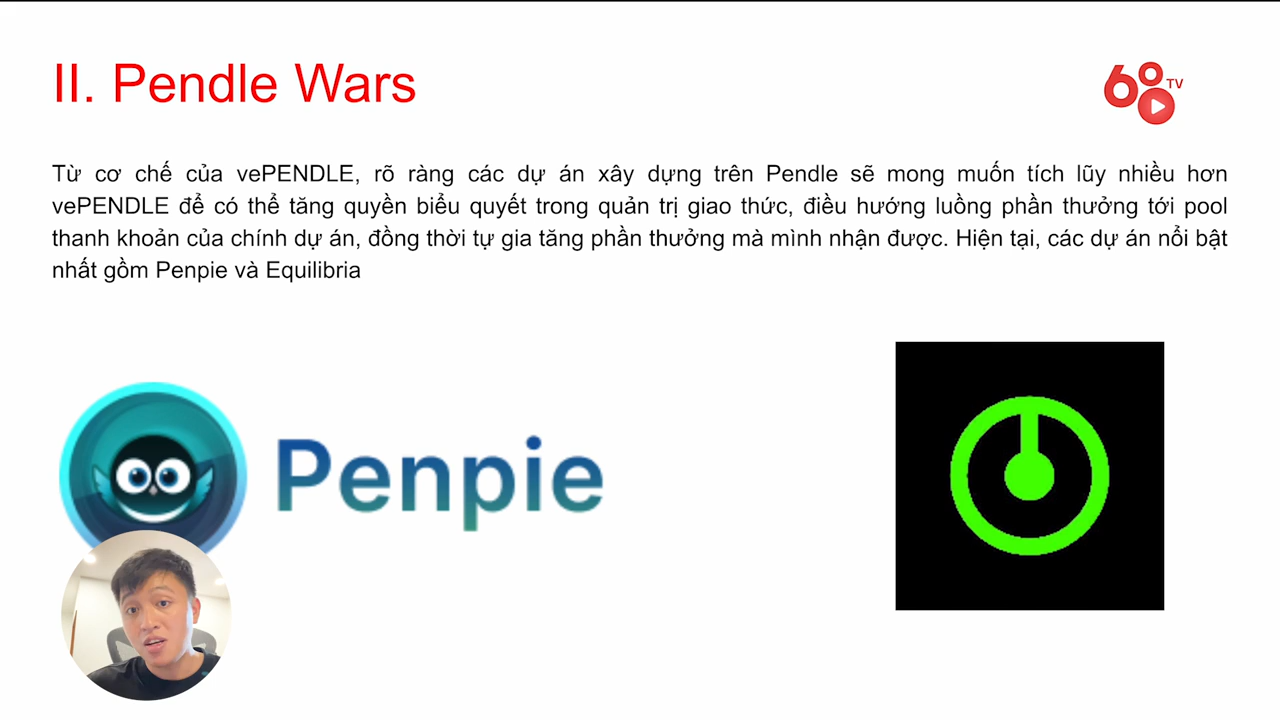 II. Pendle Wars
68 TV
Từ cơ chế của vePENDLE, rõ ràng các dự án xây dựng trên Pendle sẽ mong muốn tích lũy nhiều hơn
vePENDLE để có thể tăng quyền biểu quyết trong quản trị giao thức, điều hướng luồng phần thưởng tới pool
thanh khoản của chính dự án, đồng thời tự gia tăng phần thưởng mà mình nhận được. Hiện tại, các dự án nổi bật
nhất gồm Penpie và Equilibria
Penpie